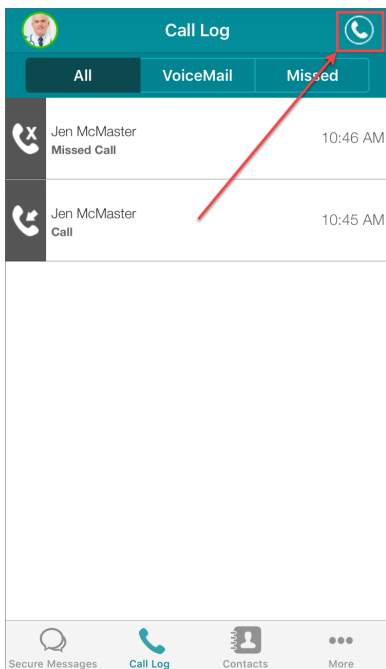 Call Log
All VoiceMail Missed
Jen McMaster
Missed Call
10:46 AM
Jen McMaster
Call
10:45 AM
Secure Messages Call Log Contacts More